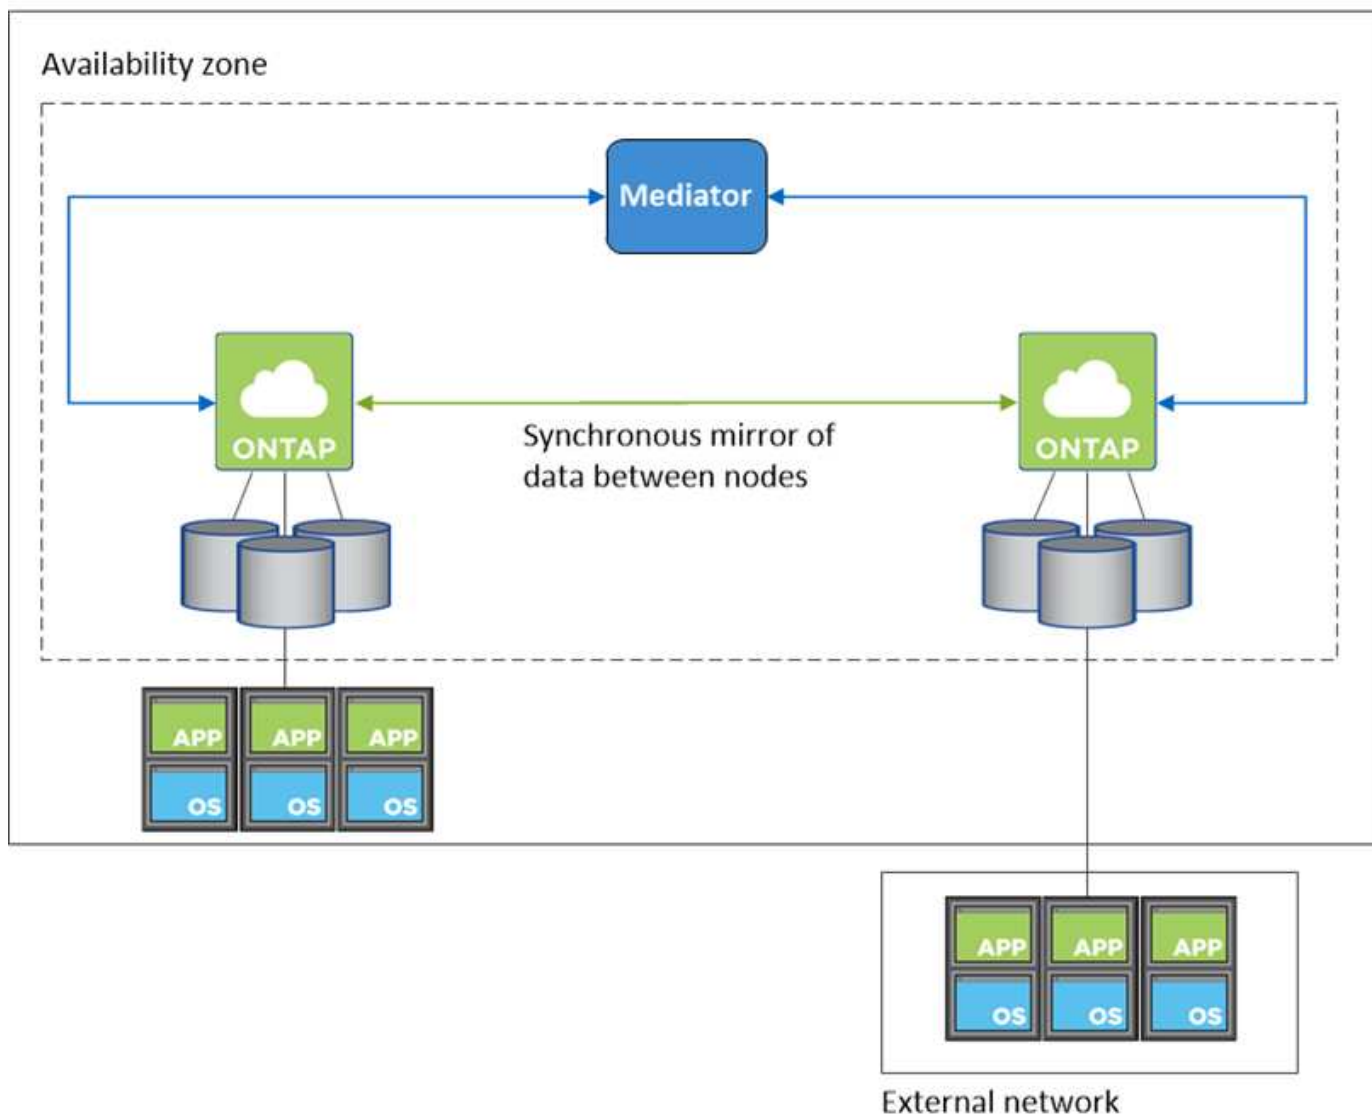 Availability zone
Mediator
ONTAP
ONTAP
Synchronous mirror of
data between nodes
APP
APP
APP
OS
OS
OS
APP
APP
APP
OS
OS
OS
External network